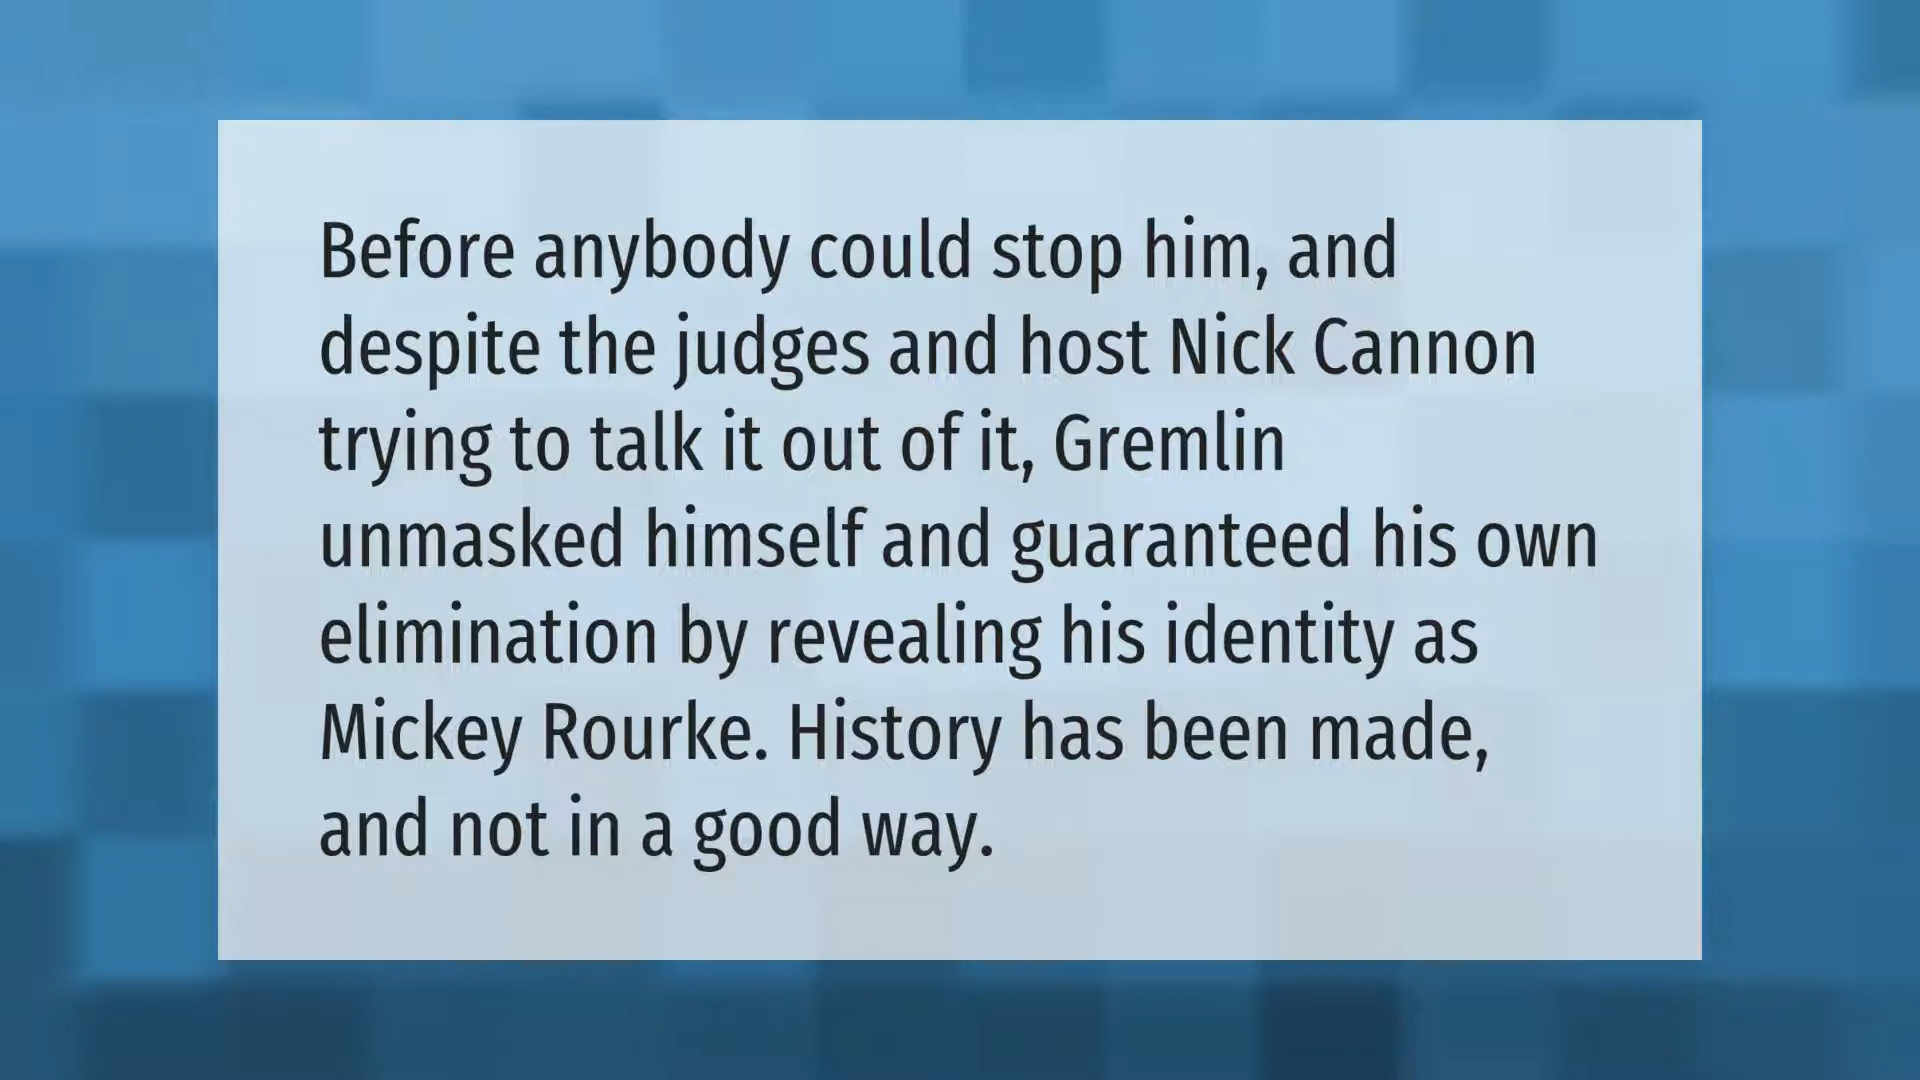 Before anybody could stop him, and
despite the judges and host Nick Cannon
trying to talk it out of it, Gremlin
unmasked himself and guaranteed his own
elimination by revealing his identity as
Mickey Rourke. History has been made,
and not in a good way.